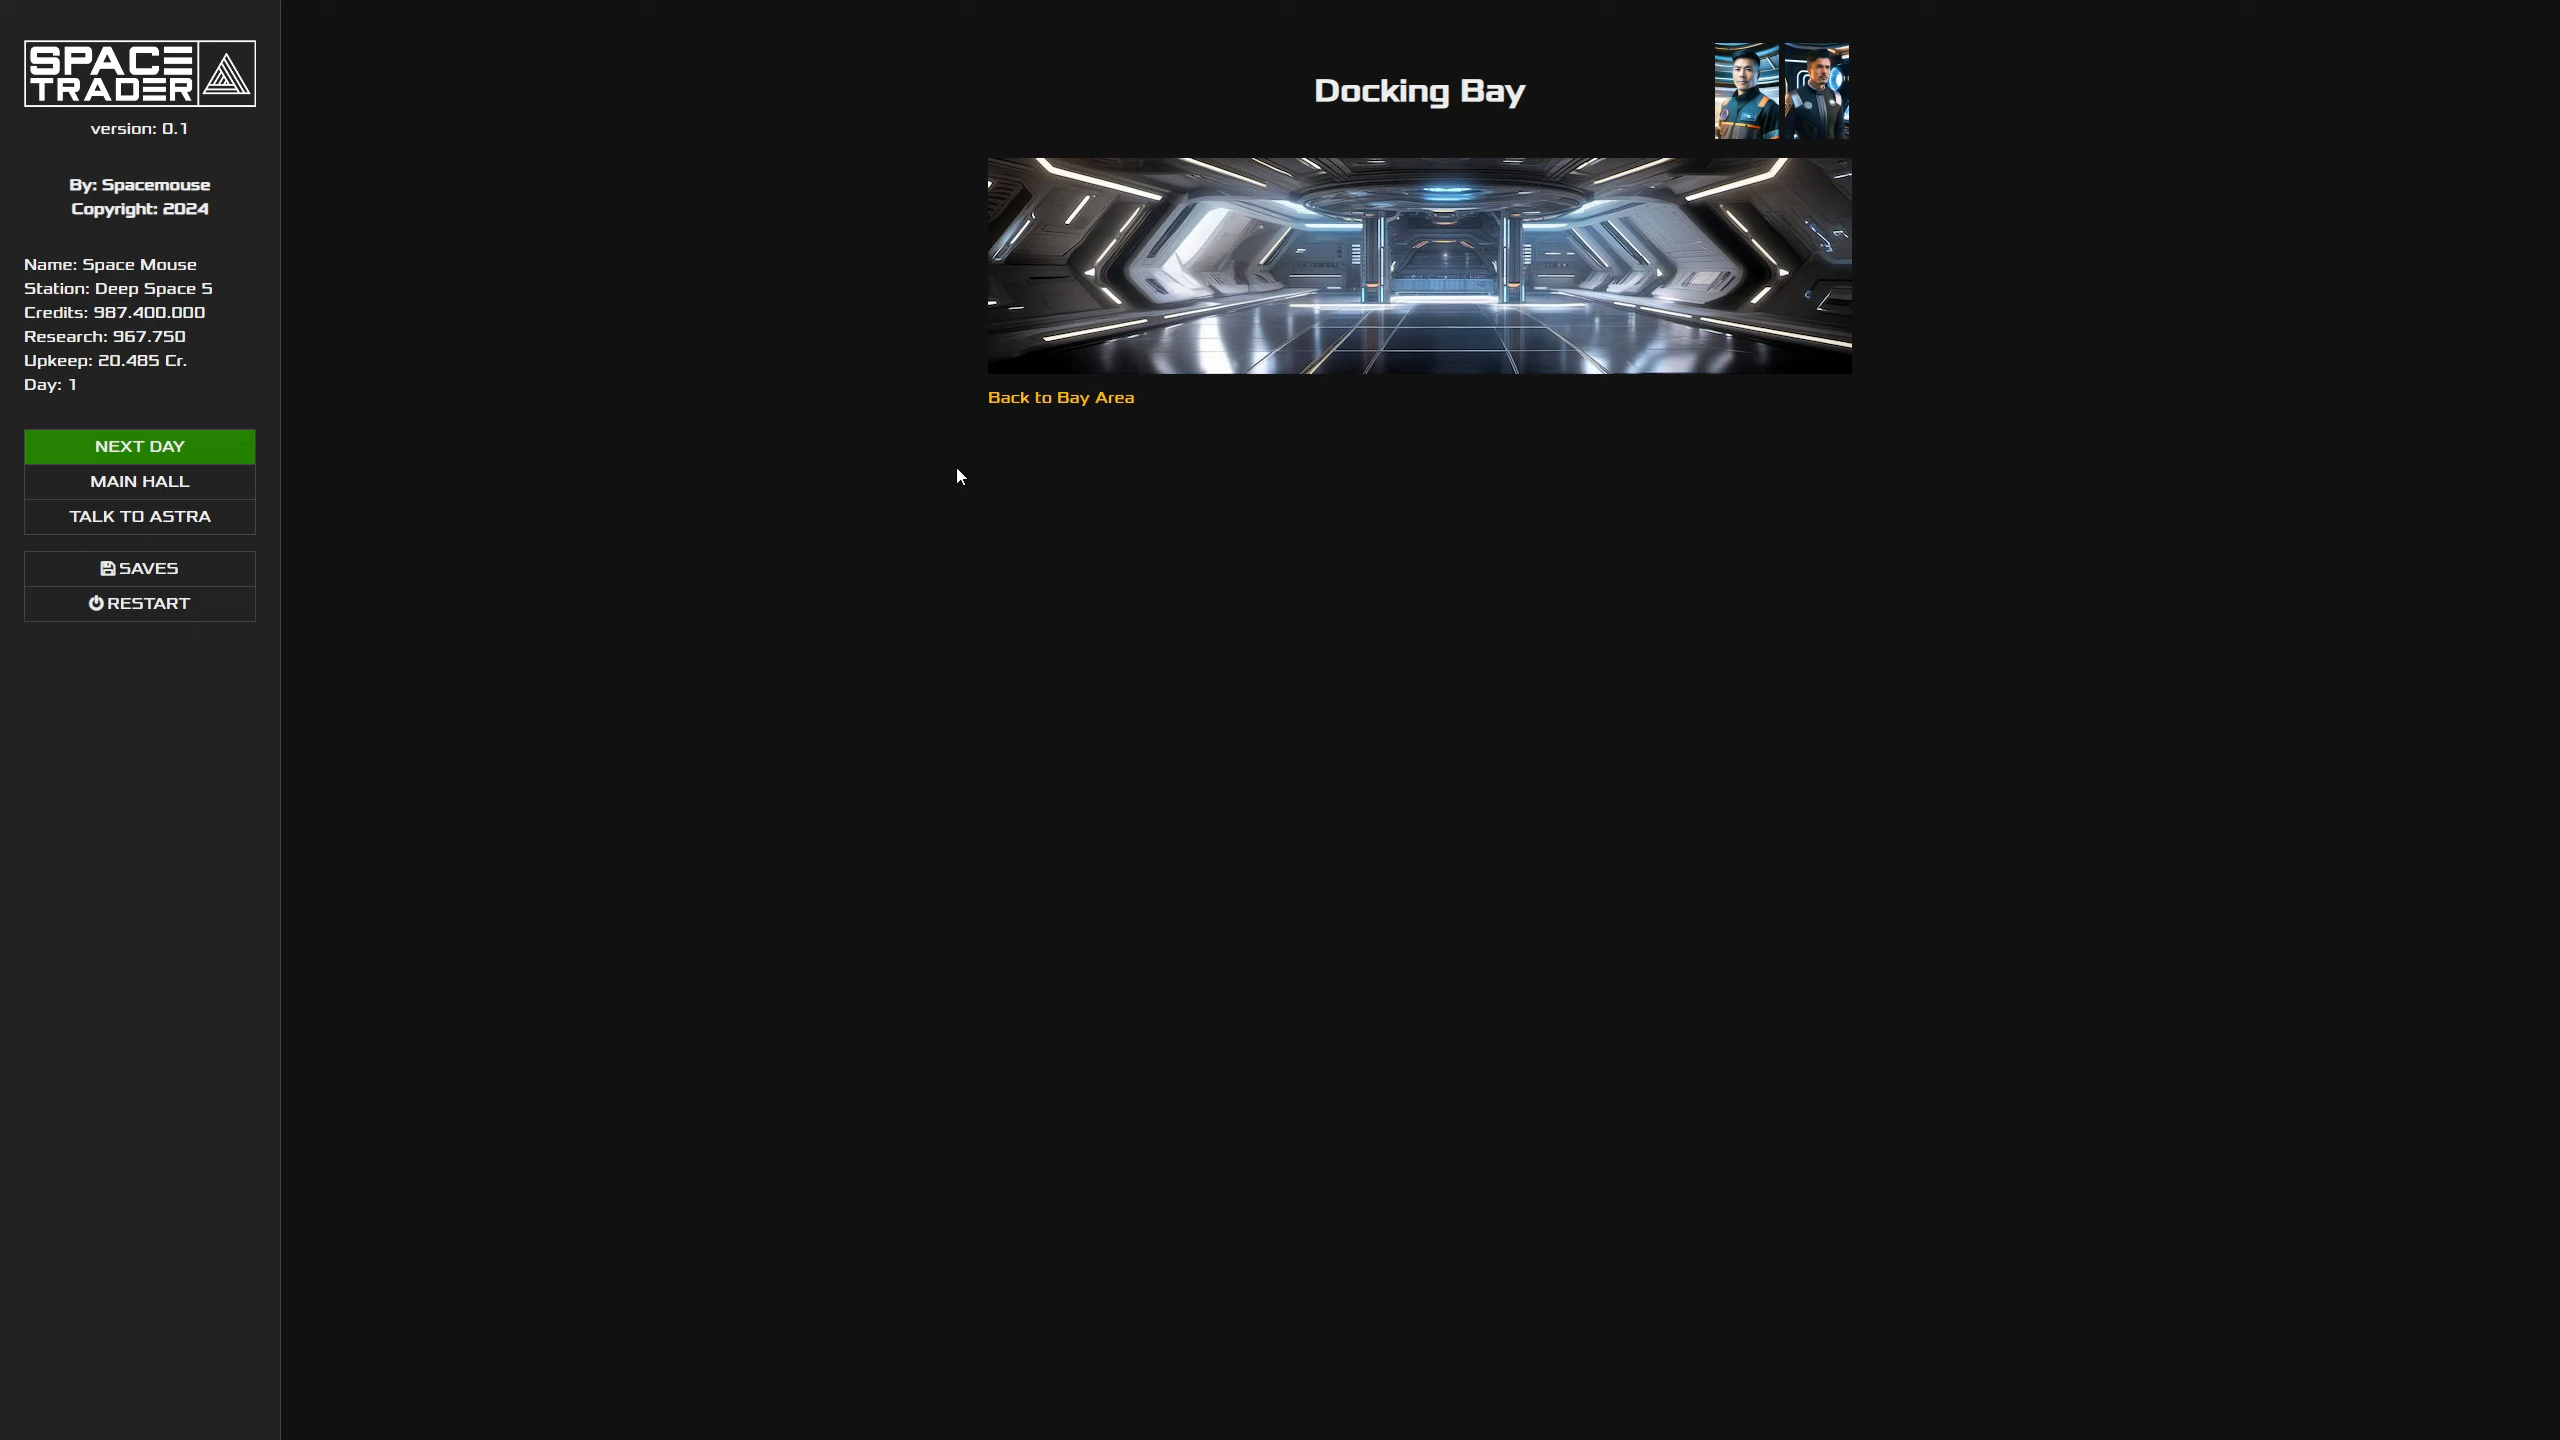 SPACE
TRADER
version: 0.1
By: Spacemouse
Copyright: 2024
Name: Space Mouse
Station: Deep Space 5
Credits: 987.400.000
Research: 967.750
Upkeep: 20.485 Cr.
Day: 1
NEXT DAY
MAIN HALL
TALK TO ASTRA
SAVES
RESTART
Docking Bay
Back to Bay Area